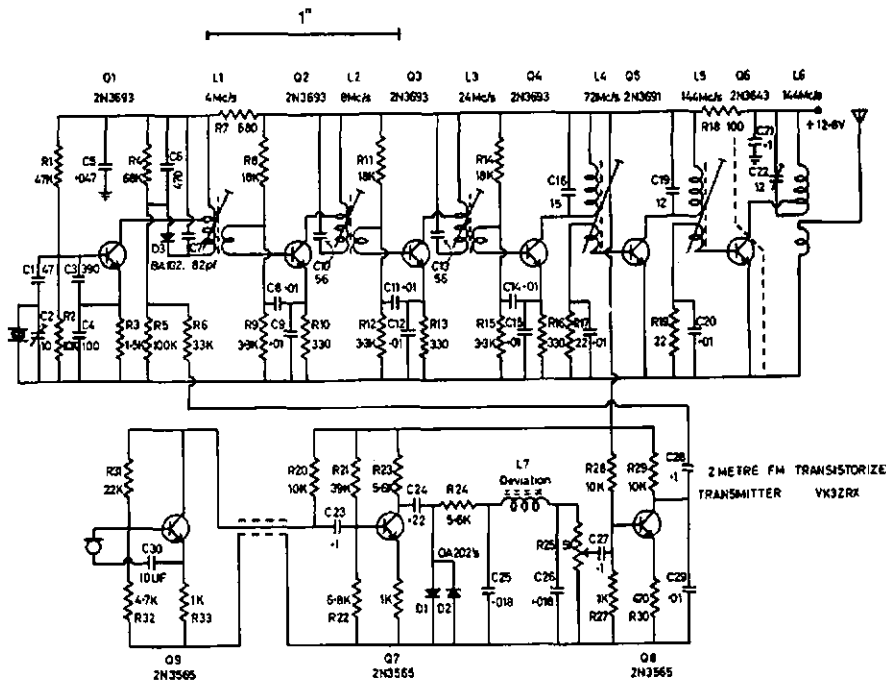 1"
Q1 L1 Q2 L2 Q3 L3 Q4 L4 Q5 L5 Q6 L6
2N3693 4Mc/s 2N3693 8Mc/s 2N3693 24Mc/s 2N3693 72Mc/s 2N3691 144Mc/s 2N3643 144Mc/s
R7 680
R18 100
+12-6V
R1 47K
C5 ·047
R4 68K
C6 470
R8 18K
R11 18K
R14 18K
C16 15
C19 12
C21 ·1
C22 12
D3 BA102.
C7 82pf
C10 56
C13 56
C1 47
C3 390
C2 10
R2 10K
C4 100
R3 1·5K
R5 100K
R6 33K
C8 ·01
R9 3·3K
C9 ·01
R10 330
C11 ·01
R12 3·3K
C12 ·01
R13 330
C14 ·01
R15 3·3K
C15 ·01
R16 330
R17 22
·01
R19 22
C20 ·01
R31 22K
R20 10K
R21 39K
R23 5·6K
C24 ·22
R24 5·6K
L7 Deviation
R28 10K
R29 10K
C28 ·1
2 METRE FM TRANSISTORIZE
TRANSMITTER VK3ZRX
C23 ·1
OA202's
R25 5K
C27 ·1
C30 10UF
C25 ·018
C26 ·018
4·7K R32
1K R33
6·8K R22
1K
D1 D2
1K R27
470 R30
C29 ·01
Q9 2N3565
Q7 2N3565
Q8 2N3565